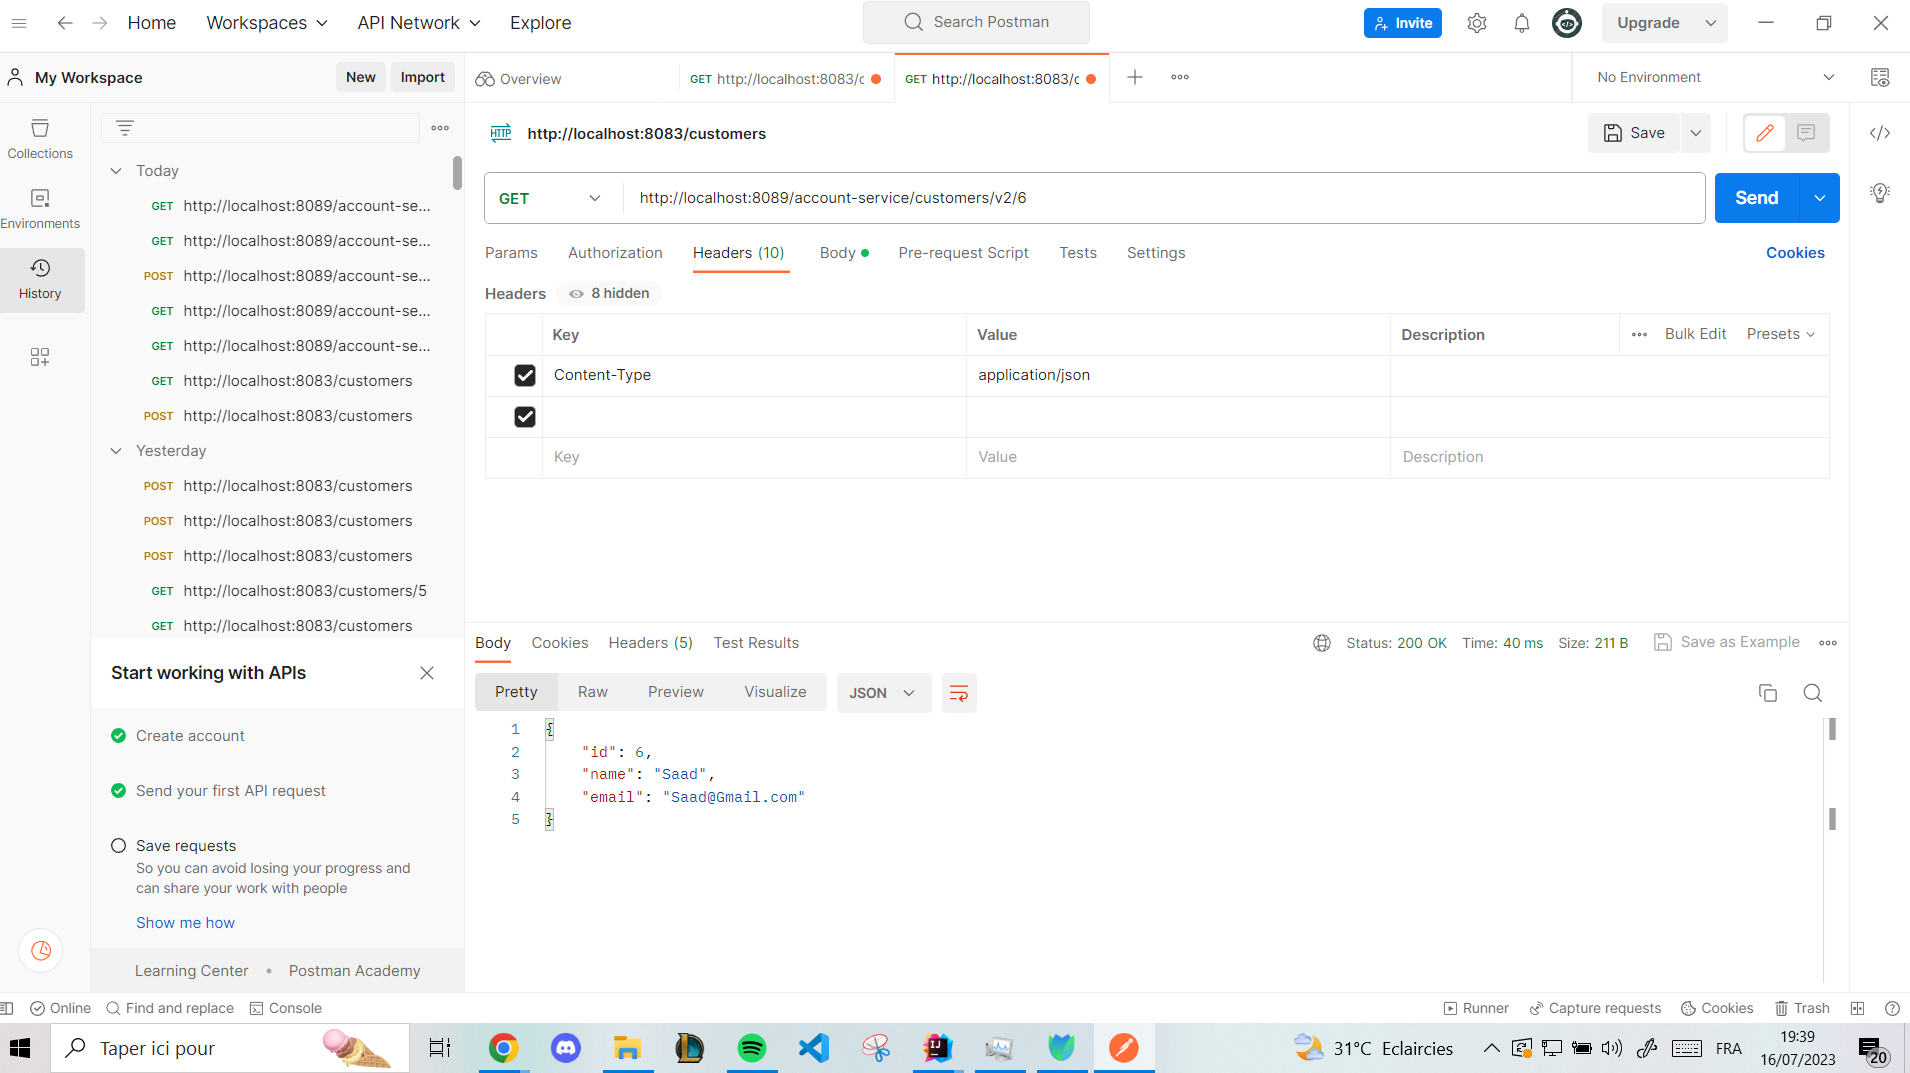 Home Workspaces API Network Explore Search Postman Invite Upgrade
My Workspace New Import Overview GET http://localhost:8083/c GET http://localhost:8083/c No Environment
Collections
Environments
History
Today
GET http://localhost:8089/account-se...
GET http://localhost:8089/account-se...
POST http://localhost:8089/account-se...
GET http://localhost:8089/account-se...
GET http://localhost:8089/account-se...
GET http://localhost:8083/customers
POST http://localhost:8083/customers
Yesterday
POST http://localhost:8083/customers
POST http://localhost:8083/customers
POST http://localhost:8083/customers
GET http://localhost:8083/customers/5
GET http://localhost:8083/customers
Start working with APIs
Create account
Send your first API request
Save requests
So you can avoid losing your progress and
can share your work with people
Show me how
Learning Center • Postman Academy
HTTP http://localhost:8083/customers Save
GET http://localhost:8089/account-service/customers/v2/6 Send
Params Authorization Headers (10) Body Pre-request Script Tests Settings Cookies
Headers 8 hidden
Key Value Description Bulk Edit Presets
Content-Type application/json
Key Value Description
Body Cookies Headers (5) Test Results Status: 200 OK Time: 40 ms Size: 211 B Save as Example
Pretty Raw Preview Visualize JSON
1 {
2 "id": 6,
3 "name": "Saad",
4 "email": "Saad@Gmail.com"
5 }
Online Find and replace Console Runner Capture requests Cookies Trash
Taper ici pour 31°C Eclaircies FRA 19:39
16/07/2023 20